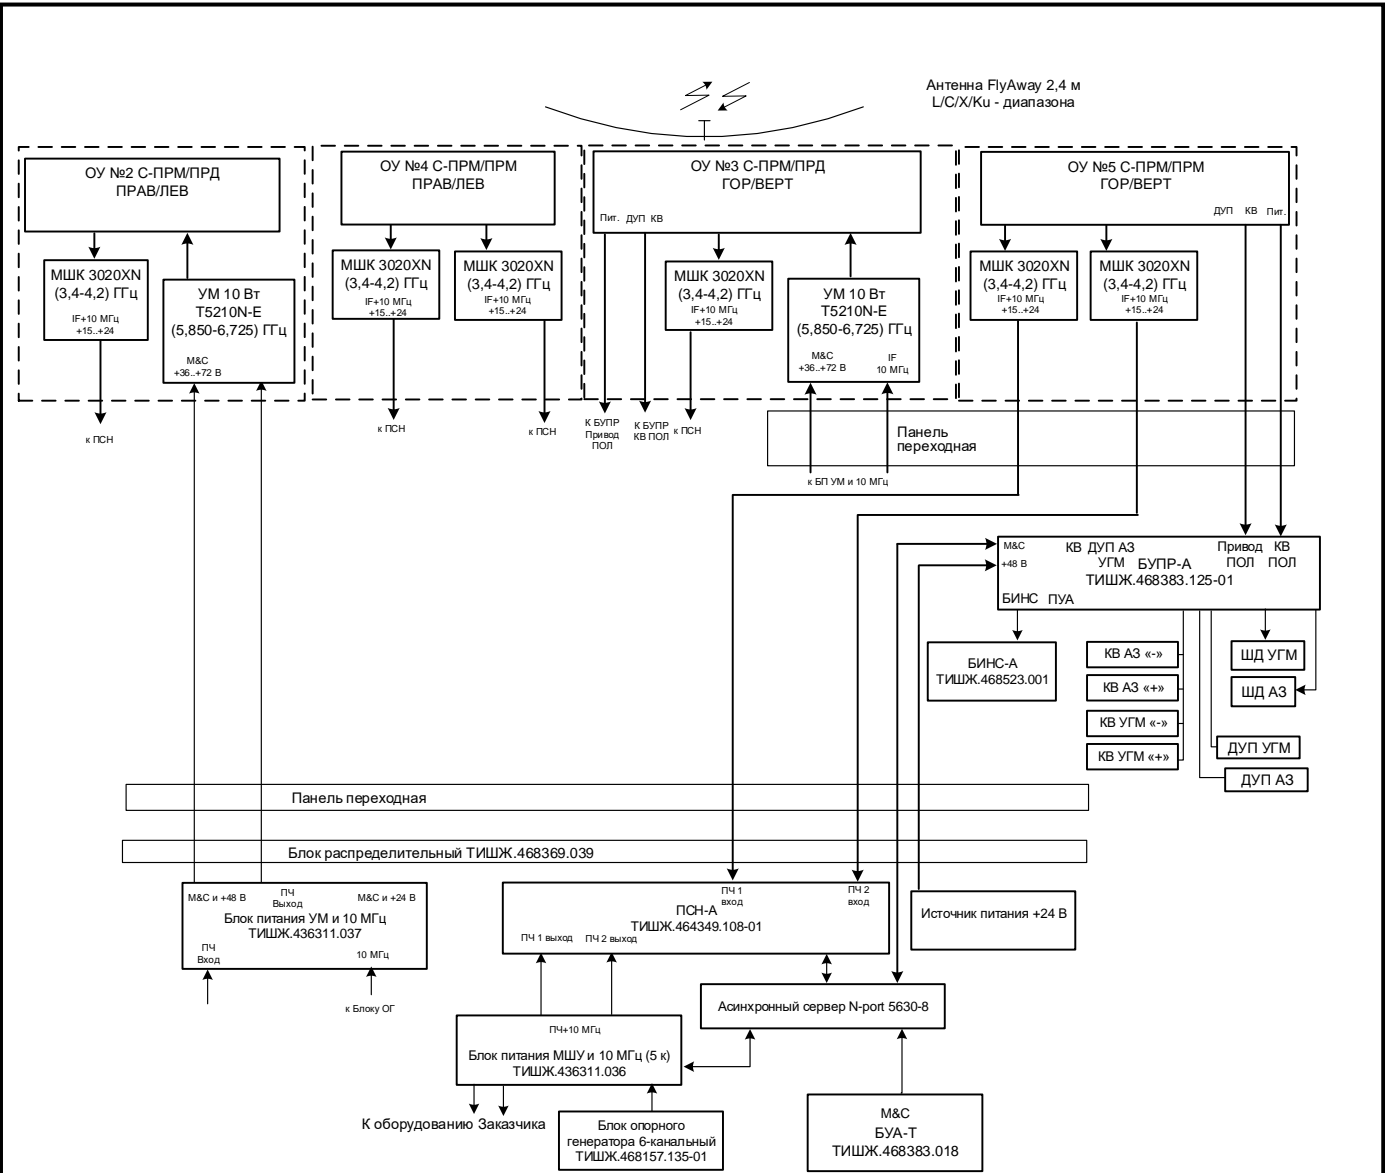 Антенна FlyAway 2,4 м
L/C/X/Ku - диапазона
ОУ №2 С-ПРМ/ПРД
ПРАВ/ЛЕВ
МШК 3020XN
(3,4-4,2) ГГц
IF+10 МГц
+15..+24
УМ 10 Вт
T5210N-E
(5,850-6,725) ГГц
M&C
+36..+72 В
к ПСН
ОУ №4 С-ПРМ/ПРМ
ПРАВ/ЛЕВ
МШК 3020XN
(3,4-4,2) ГГц
IF+10 МГц
+15..+24
МШК 3020XN
(3,4-4,2) ГГц
IF+10 МГц
+15..+24
к ПСН
к ПСН
ОУ №3 С-ПРМ/ПРД
ГОР/ВЕРТ
Пит. ДУП КВ
МШК 3020XN
(3,4-4,2) ГГц
IF+10 МГц
+15..+24
УМ 10 Вт
T5210N-E
(5,850-6,725) ГГц
M&C
+36..+72 В
IF
10 МГц
К БУПР
Привод
ПОЛ
К БУПР
КВ ПОЛ
к ПСН
ОУ №5 С-ПРМ/ПРМ
ГОР/ВЕРТ
ДУП КВ Пит.
МШК 3020XN
(3,4-4,2) ГГц
IF+10 МГц
+15..+24
МШК 3020XN
(3,4-4,2) ГГц
IF+10 МГц
+15..+24
Панель
переходная
к БП УМ и 10 МГц
M&C
+48 В
КВ ДУП АЗ
УГМ
БУПР-А
ТИШЖ.468383.125-01
Привод
ПОЛ
КВ
ПОЛ
БИНС ПУА
БИНС-А
ТИШЖ.468523.001
КВ АЗ «-»
КВ АЗ «+»
КВ УГМ «-»
КВ УГМ «+»
ШД УГМ
ШД АЗ
ДУП УГМ
ДУП АЗ
Панель переходная
Блок распределительный ТИШЖ.468369.039
M&C и +48 В
ПЧ
Выход
M&C и +24 В
Блок питания УМ и 10 МГц
ТИШЖ.436311.037
ПЧ
Вход
10 МГц
к Блоку ОГ
ПЧ 1
вход
ПЧ 2
вход
ПСН-А
ТИШЖ.464349.108-01
ПЧ 1 выход
ПЧ 2 выход
Источник питания +24 В
Асинхронный сервер N-port 5630-8
ПЧ+10 МГц
Блок питания МШУ и 10 МГц (5 к)
ТИШЖ.436311.036
К оборудованию Заказчика
Блок опорного
генератора 6-канальный
ТИШЖ.468157.135-01
M&C
БУА-Т
ТИШЖ.468383.018